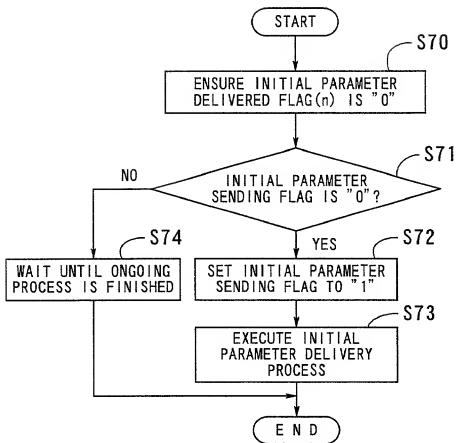 START
S70
ENSURE INITIAL PARAMETER
DELIVERED FLAG(n) IS "0"
S71
INITIAL PARAMETER
SENDING FLAG IS "0"?
NO
YES
S74
WAIT UNTIL ONGOING
PROCESS IS FINISHED
S72
SET INITIAL PARAMETER
SENDING FLAG TO "1"
S73
EXECUTE INITIAL
PARAMETER DELIVERY
PROCESS
END